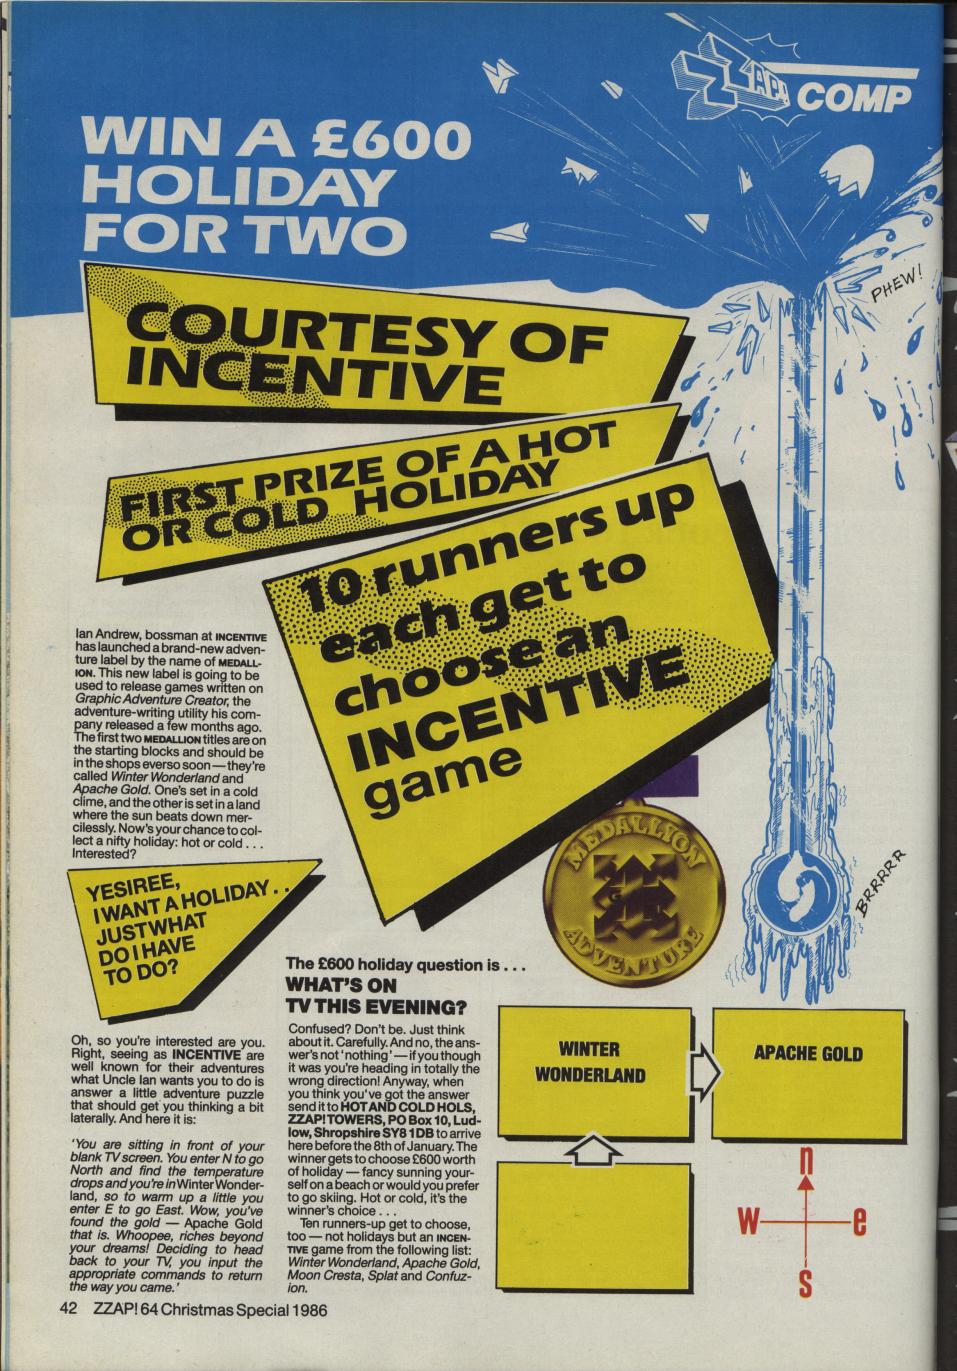 ZZAP! COMP
WIN A £600
HOLIDAY
FOR TWO
PHEW!
COURTESY OF
INCENTIVE
FIRST PRIZE OF A HOT
OR COLD HOLIDAY
10 runners up
each get to
choose an
INCENTIVE
game
Ian Andrew, bossman at INCENTIVE
has launched a brand-new adven-
ture label by the name of MEDALL-
ION. This new label is going to be
used to release games written on
Graphic Adventure Creator, the
adventure-writing utility his com-
pany released a few months ago.
The first two MEDALLION titles are on
the starting blocks and should be
in the shops everso soon — they're
called Winter Wonderland and
Apache Gold. One's set in a cold
clime, and the other is set in a land
where the sun beats down mer-
cilessly. Now's your chance to col-
lect a nifty holiday: hot or cold . . .
Interested?
MEDALLION
ADVENTURE
BRRRRR
YESIREE,
I WANT A HOLIDAY . .
JUST WHAT
DO I HAVE
TO DO?
Oh, so you're interested are you.
Right, seeing as INCENTIVE are
well known for their adventures
what Uncle Ian wants you to do is
answer a little adventure puzzle
that should get you thinking a bit
laterally. And here it is:
'You are sitting in front of your
blank TV screen. You enter N to go
North and find the temperature
drops and you're in Winter Wonder-
land, so to warm up a little you
enter E to go East. Wow, you've
found the gold — Apache Gold
that is. Whoopee, riches beyond
your dreams! Deciding to head
back to your TV, you input the
appropriate commands to return
the way you came.'
The £600 holiday question is . . .
WHAT'S ON
TV THIS EVENING?
Confused? Don't be. Just think
about it. Carefully. And no, the ans-
wer's not 'nothing' — if you though
it was you're heading in totally the
wrong direction! Anyway, when
you think you've got the answer
send it to HOT AND COLD HOLS,
ZZAP! TOWERS, PO Box 10, Lud-
low, Shropshire SY8 1DB to arrive
here before the 8th of January. The
winner gets to choose £600 worth
of holiday — fancy sunning your-
self on a beach or would you prefer
to go skiing. Hot or cold, it's the
winner's choice . . .
Ten runners-up get to choose,
too — not holidays but an INCEN-
TIVE game from the following list:
Winter Wonderland, Apache Gold,
Moon Cresta, Splat and Confuz-
ion.
WINTER
WONDERLAND
APACHE GOLD
n
w e
s
42 ZZAP! 64 Christmas Special 1986